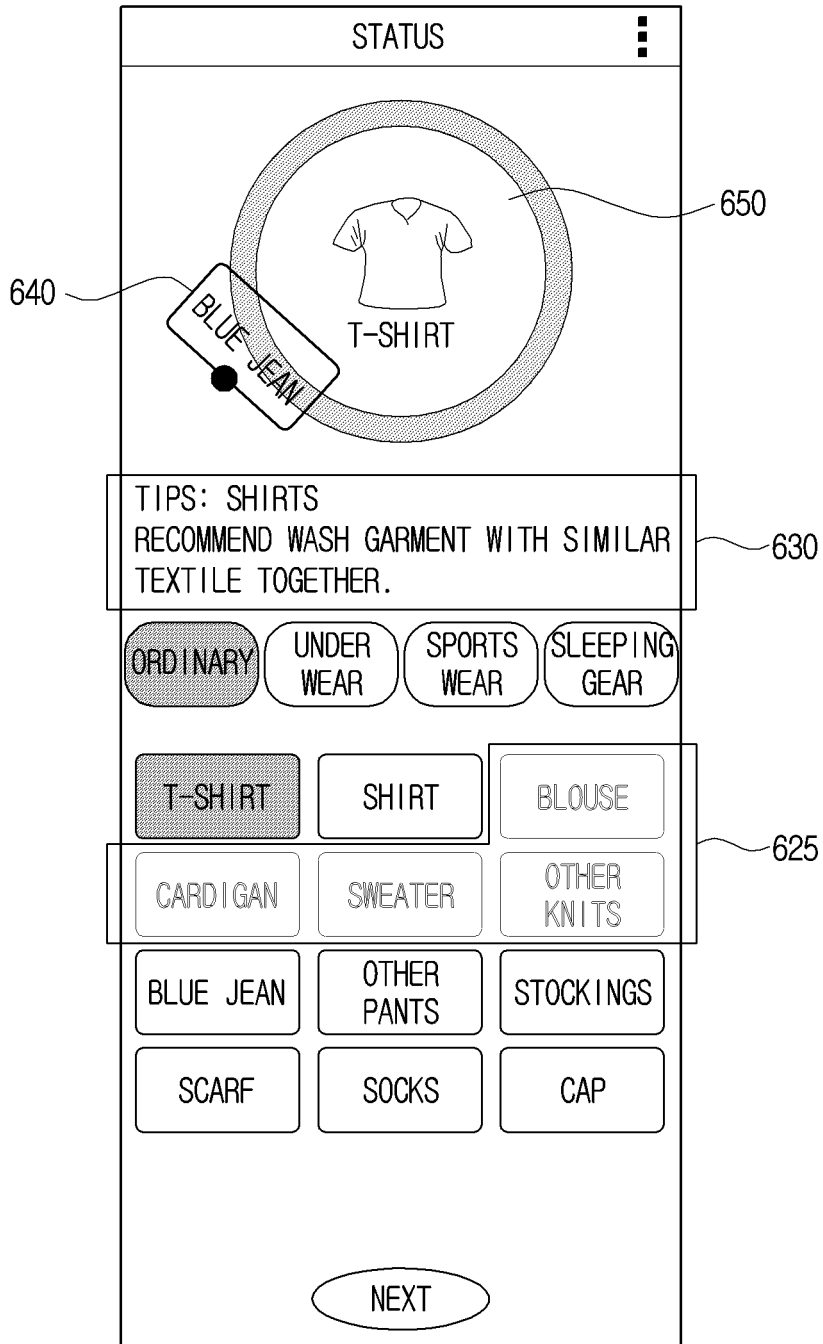 STATUS
650
640
BLUE JEAN
T-SHIRT
TIPS: SHIRTS
RECOMMEND WASH GARMENT WITH SIMILAR
TEXTILE TOGETHER.
630
ORDINARY
UNDER
WEAR
SPORTS
WEAR
SLEEPING
GEAR
T-SHIRT
SHIRT
BLOUSE
625
CARDIGAN
SWEATER
OTHER
KNITS
BLUE JEAN
OTHER
PANTS
STOCKINGS
SCARF
SOCKS
CAP
NEXT